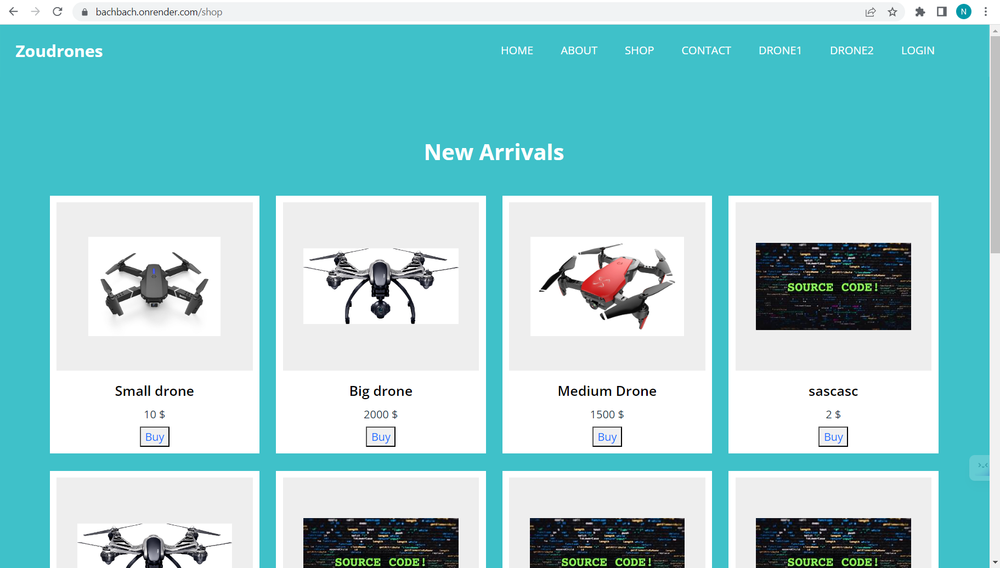 bachbach.onrender.com/shop
N
Zoudrones
HOME
ABOUT
SHOP
CONTACT
DRONE1
DRONE2
LOGIN
New Arrivals
SOURCE CODE!
Small drone
Big drone
Medium Drone
sascasc
10 $
2000 $
1500 $
2 $
Buy
Buy
Buy
Buy
SOURCE CODE!
SOURCE CODE!
SOURCE CODE!